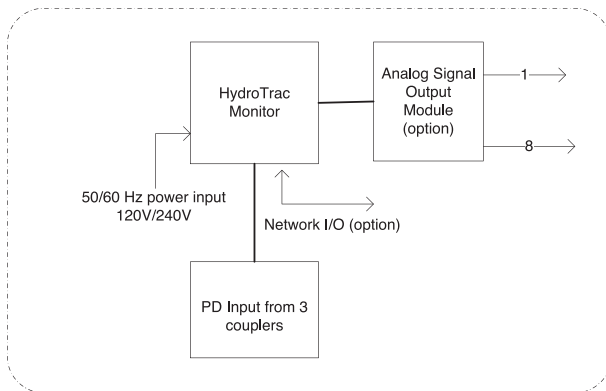 HydroTrac
Monitor
Analog Signal
Output
Module
(option)
1
8
50/60 Hz power input
120V/240V
Network I/O (option)
PD Input from 3
couplers